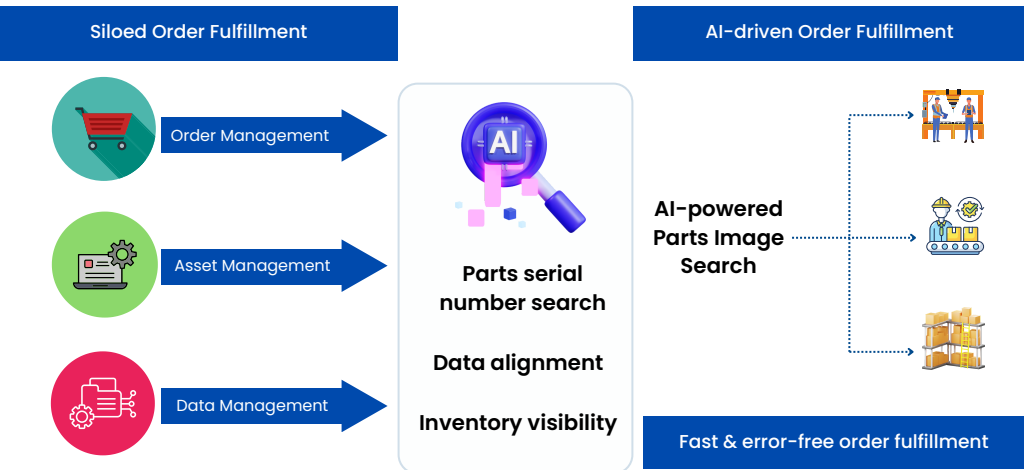 Siloed Order Fulfillment
AI-driven Order Fulfillment
Order Management
Asset Management
Data Management
AI
Parts serial
number search
Data alignment
Inventory visibility
AI-powered
Parts Image
Search
Fast & error-free order fulfillment